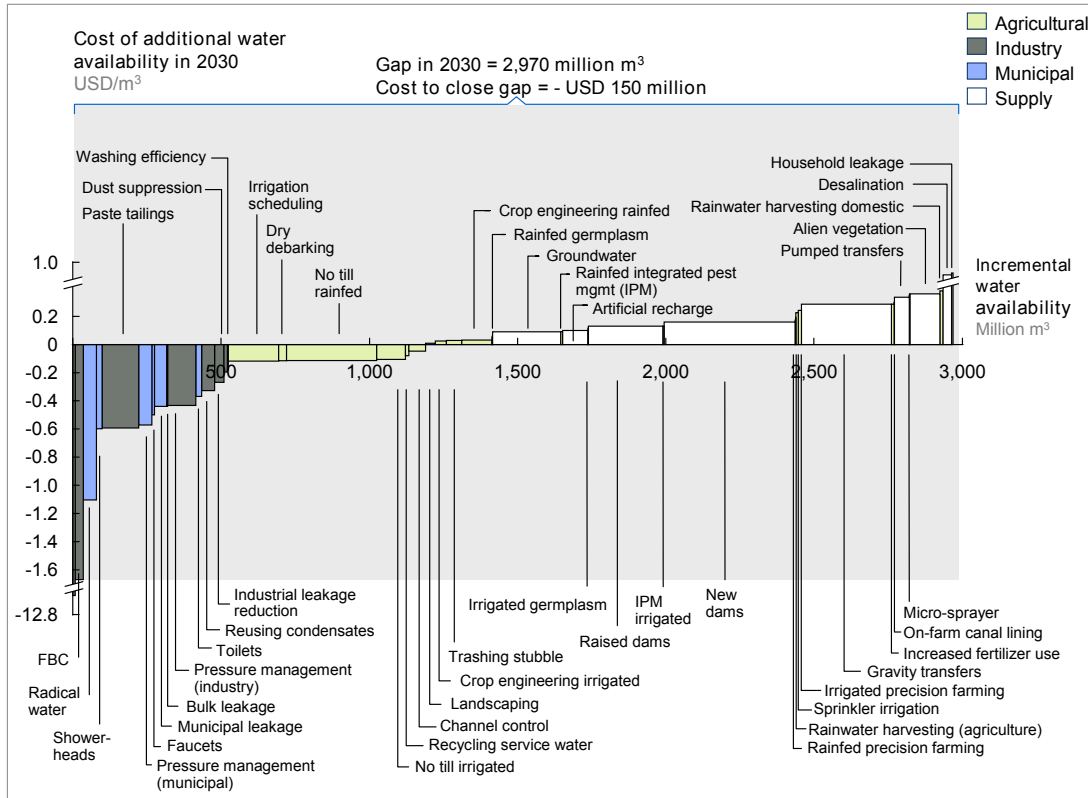 Cost of additional water
availability in 2030
USD/m³
Gap in 2030 = 2,970 million m³
Cost to close gap = - USD 150 million
Agricultural
Industry
Municipal
Supply
Washing efficiency
Dust suppression
Paste tailings
Irrigation
scheduling
Dry
debarking
No till
rainfed
Crop engineering rainfed
Rainfed germplasm
Groundwater
Rainfed integrated pest
mgmt (IPM)
Artificial recharge
Household leakage
Desalination
Rainwater harvesting domestic
Alien vegetation
Pumped transfers
Incremental
water
availability
Million m³
1.0
0.2
0
-0.2
-0.4
-0.6
-0.8
-1.0
-1.2
-1.4
-1.6
-12.8
500
1,000
1,500
2,000
2,500
3,000
FBC
Radical
water
Shower-
heads
Industrial leakage
reduction
Reusing condensates
Toilets
Pressure management
(industry)
Bulk leakage
Municipal leakage
Faucets
Pressure management
(municipal)
Trashing stubble
Crop engineering irrigated
Landscaping
Channel control
Recycling service water
No till irrigated
Irrigated germplasm
Raised dams
IPM
irrigated
New
dams
Micro-sprayer
On-farm canal lining
Increased fertilizer use
Gravity transfers
Irrigated precision farming
Sprinkler irrigation
Rainwater harvesting (agriculture)
Rainfed precision farming